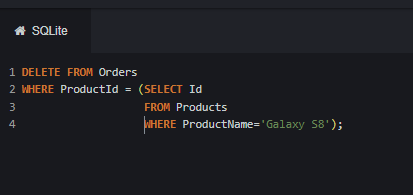 SQLite
1 DELETE FROM Orders
2 WHERE ProductId = (SELECT Id
3 FROM Products
4 WHERE ProductName='Galaxy S8');